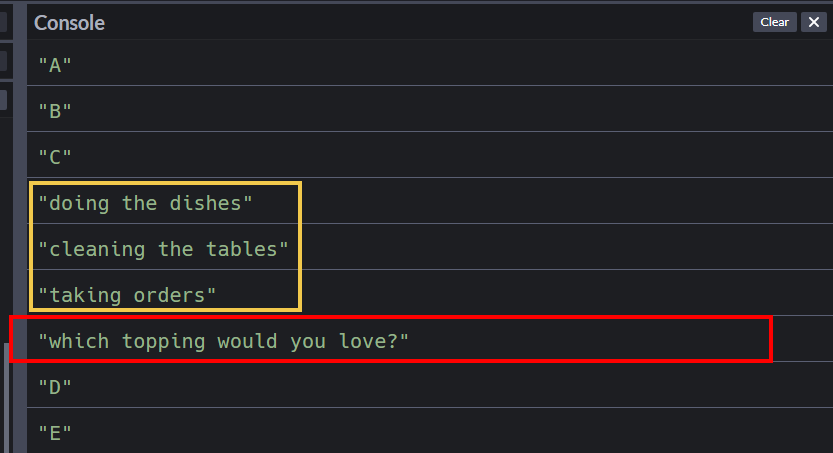 Console
Clear
"A"
"B"
"C"
"doing the dishes"
"cleaning the tables"
"taking orders"
"which topping would you love?"
"D"
"E"